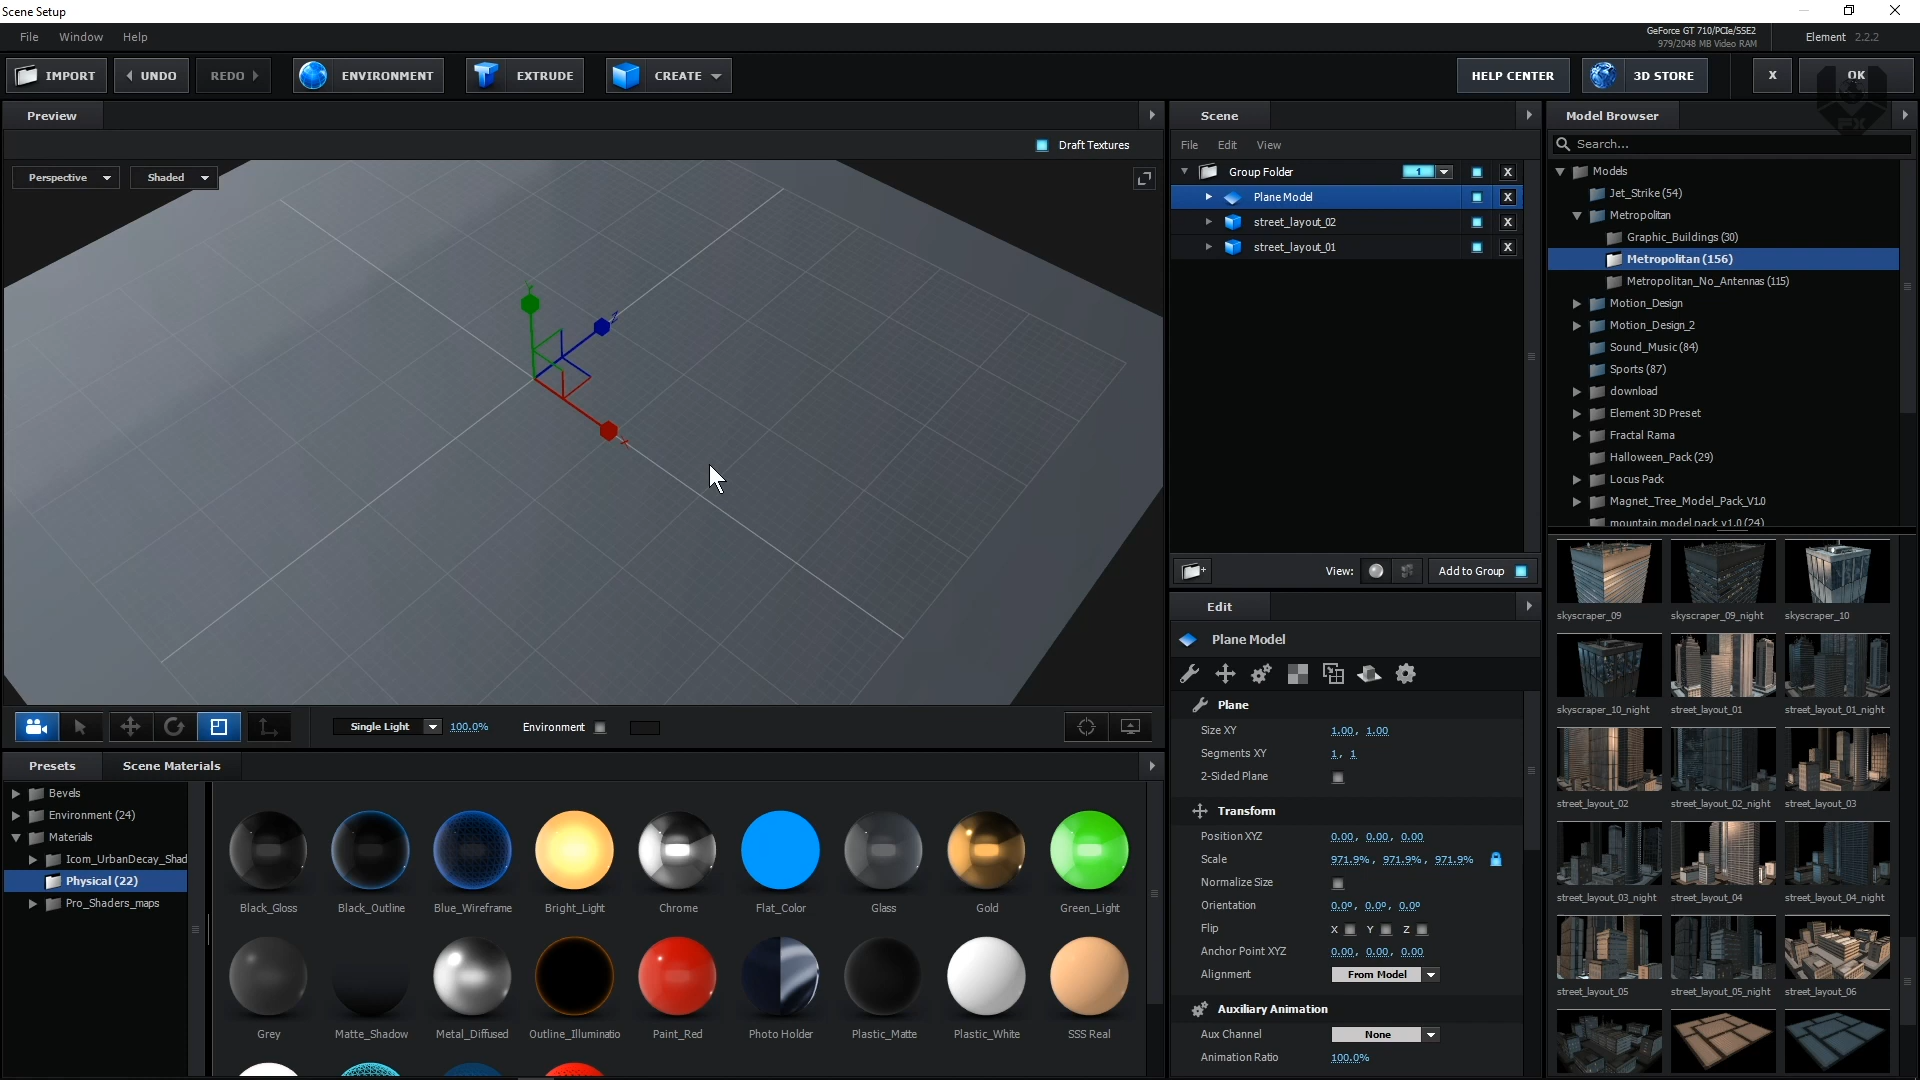 Scene Setup
File Window Help
GeForce GT 710/PCIe/SSE2
979/2048 MB Video RAM
Element 2.2.2
IMPORT UNDO REDO ENVIRONMENT EXTRUDE CREATE HELP CENTER 3D STORE X OK
FX
Preview
Draft Textures
Perspective Shaded
Y
Z
Single Light 100.0% Environment
Presets Scene Materials
Bevels
Environment (24)
Materials
Icom_UrbanDecay_Shad
Physical (22)
Pro_Shaders_maps
Black_Gloss Black_Outline Blue_Wireframe Bright_Light Chrome Flat_Color Glass Gold Green_Light
Grey Matte_Shadow Metal_Diffused Outline_Illuminatio Paint_Red Photo Holder Plastic_Matte Plastic_White SSS Real
Scene
File Edit View
Group Folder 1 X
Plane Model X
street_layout_02 X
street_layout_01 X
View: Add to Group
Edit
Plane Model
Plane
Size XY 1.00, 1.00
Segments XY 1, 1
2-Sided Plane
Transform
Position XYZ 0.00, 0.00, 0.00
Scale 971.9%, 971.9%, 971.9%
Normalize Size
Orientation 0.0º, 0.0º, 0.0º
Flip X Y Z
Anchor Point XYZ 0.00, 0.00, 0.00
Alignment From Model
Auxiliary Animation
Aux Channel None
Animation Ratio 100.0%
Model Browser
Search...
Models
Jet_Strike (54)
Metropolitan
Graphic_Buildings (30)
Metropolitan (156)
Metropolitan_No_Antennas (115)
Motion_Design
Motion_Design_2
Sound_Music (84)
Sports (87)
download
Element 3D Preset
Fractal Rama
Halloween_Pack (29)
Locus Pack
Magnet_Tree_Model_Pack_V1.0
mountain model pack v1.0 (24)
skyscraper_09 skyscraper_09_night skyscraper_10
skyscraper_10_night street_layout_01 street_layout_01_night
street_layout_02 street_layout_02_night street_layout_03
street_layout_03_night street_layout_04 street_layout_04_night
street_layout_05 street_layout_05_night street_layout_06